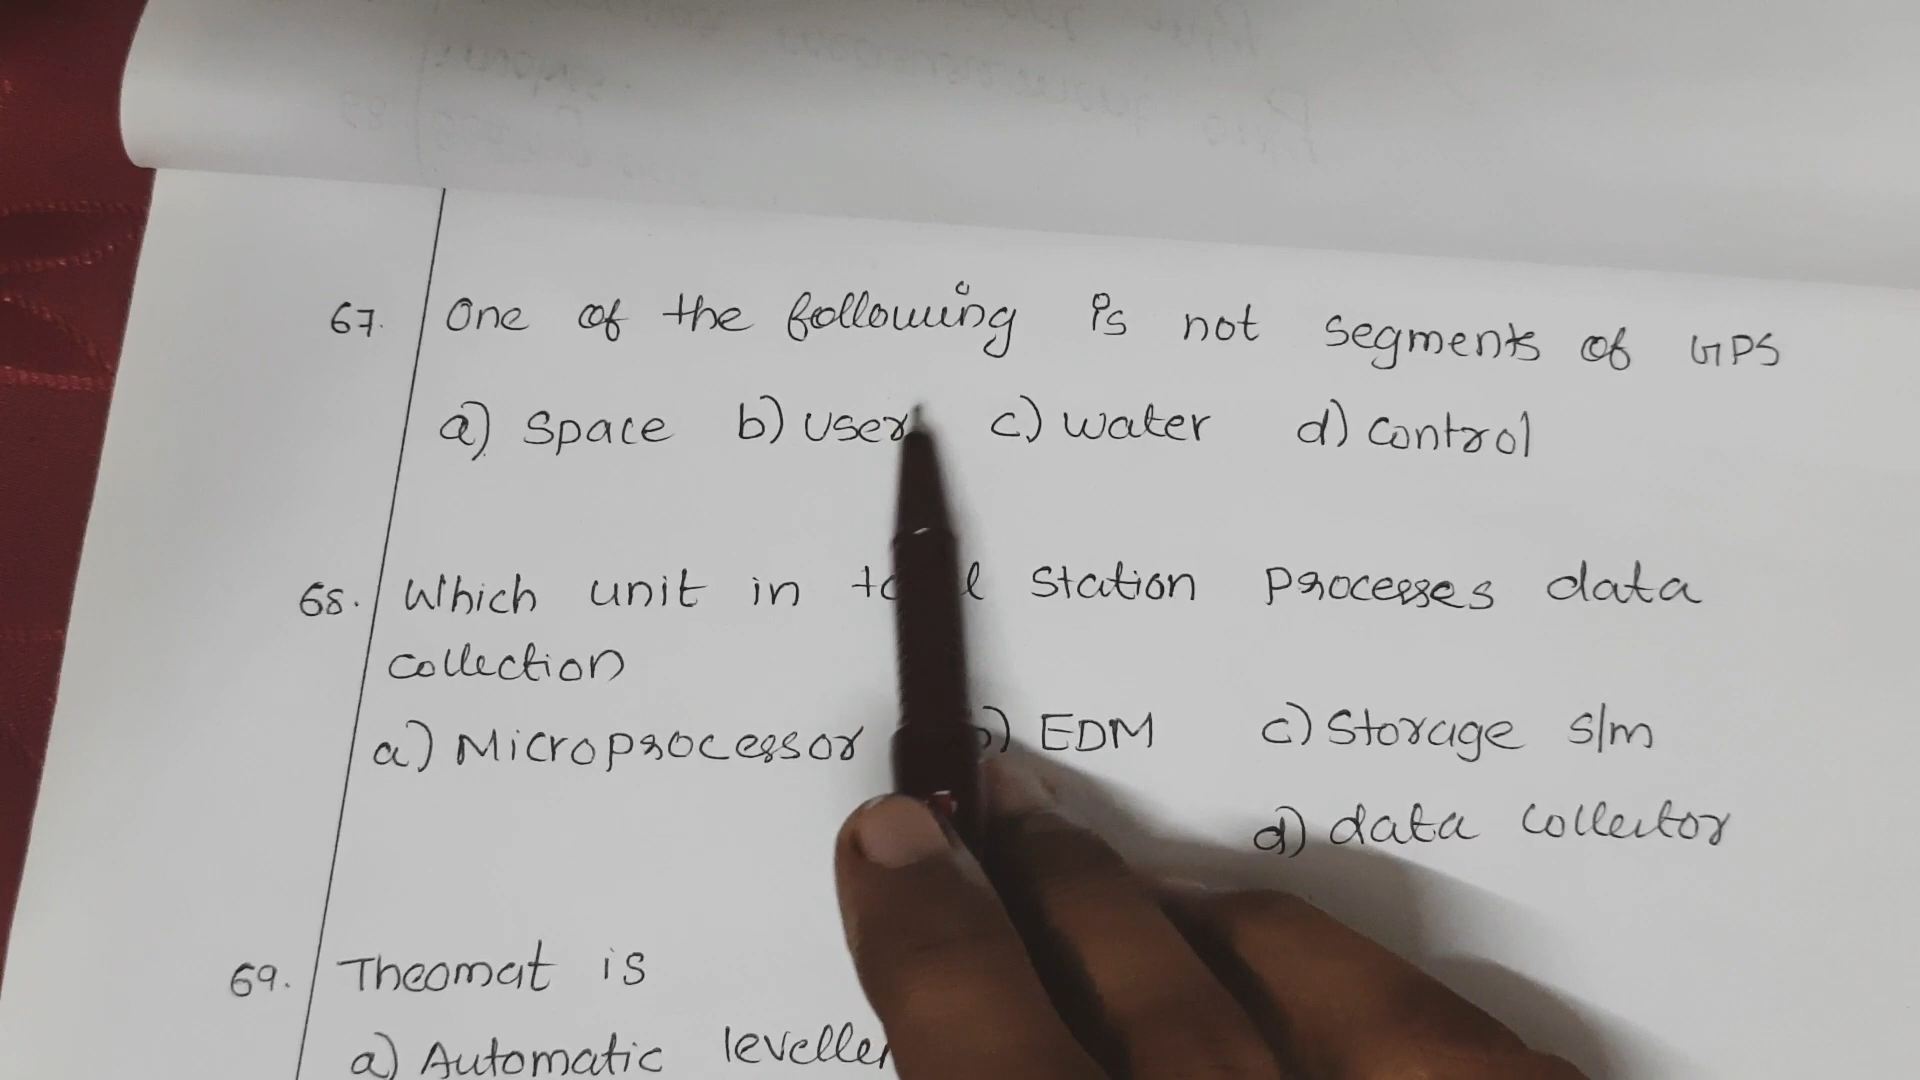 67. One of the following is not segments of GPS
a) Space b) User c) water d) control
68. Which unit in station processes data
collection
a) Microprocessor EDM c) Storage s/m
d) data collector
69. Theomat is
a) Automatic